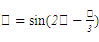 □ = sin(2□ − □/3)